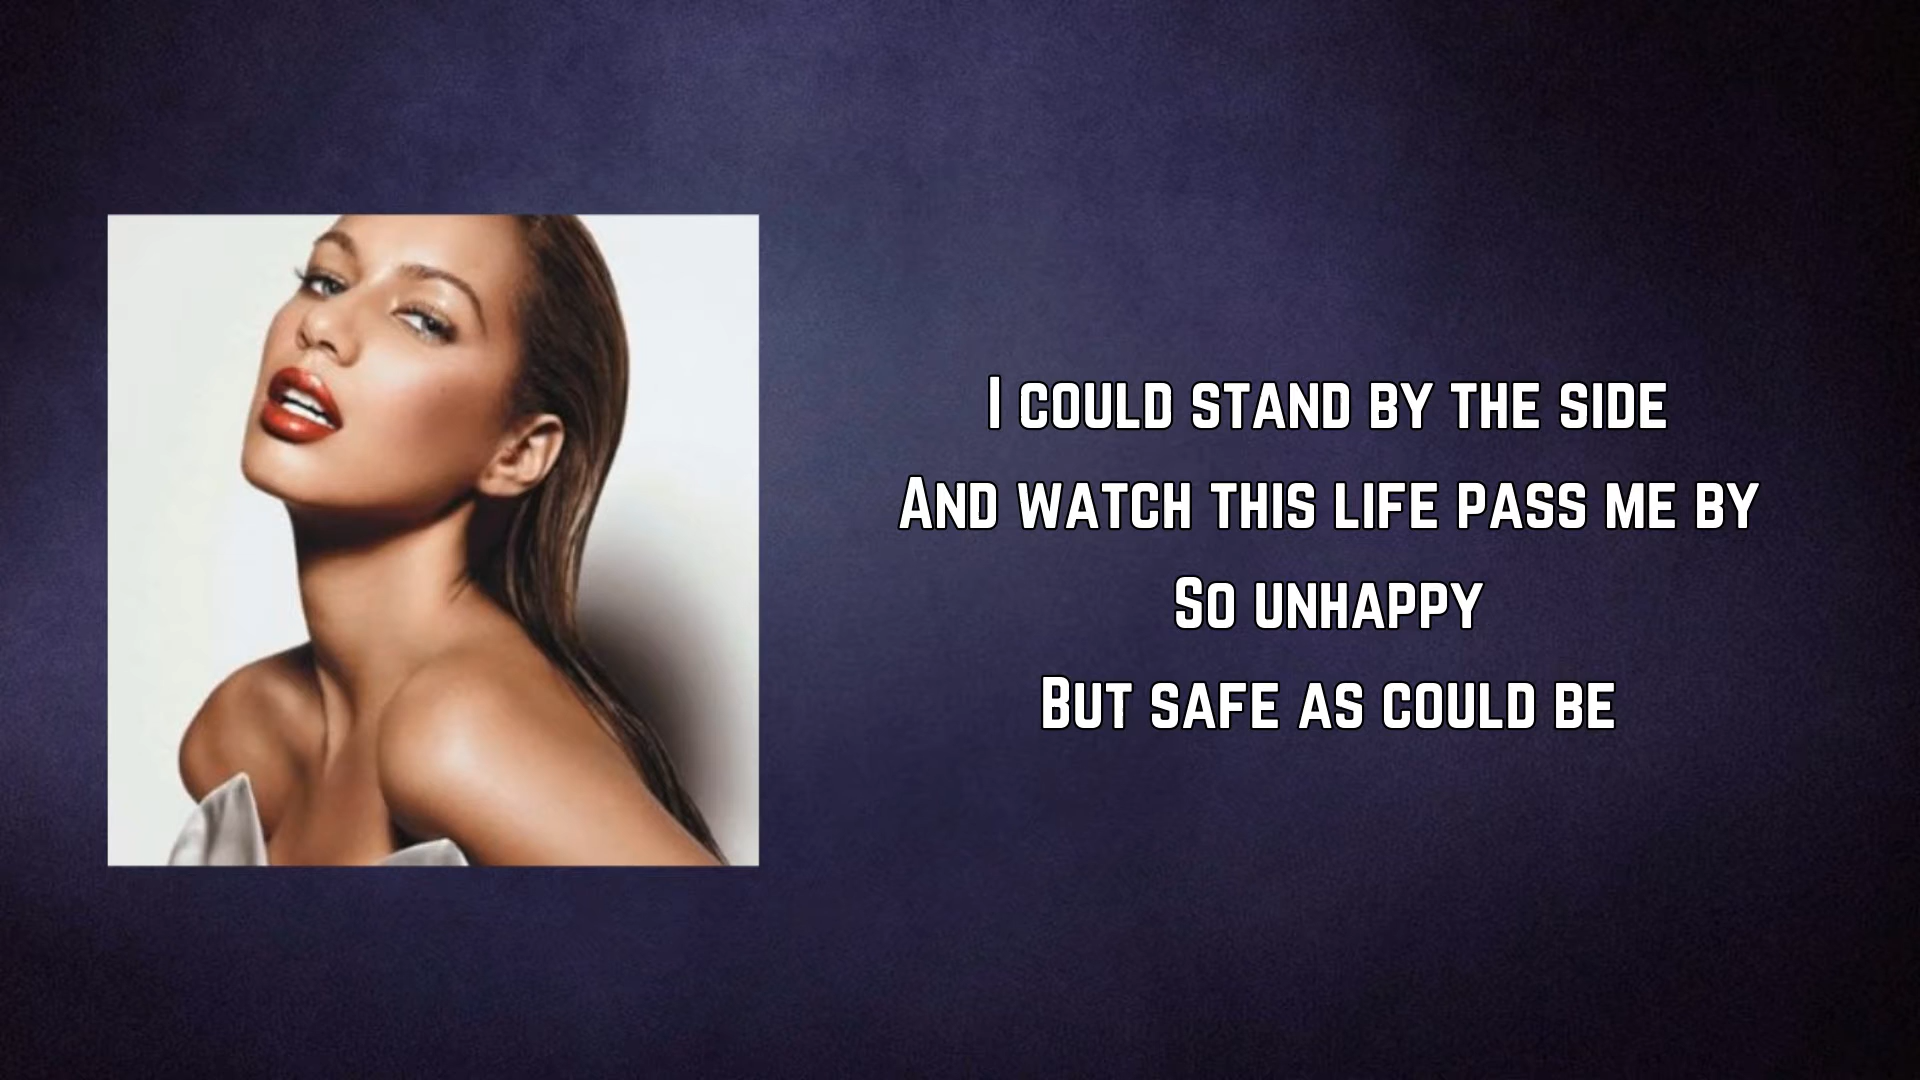 I could stand by the side
And watch this life pass me by
So unhappy
But safe as could be